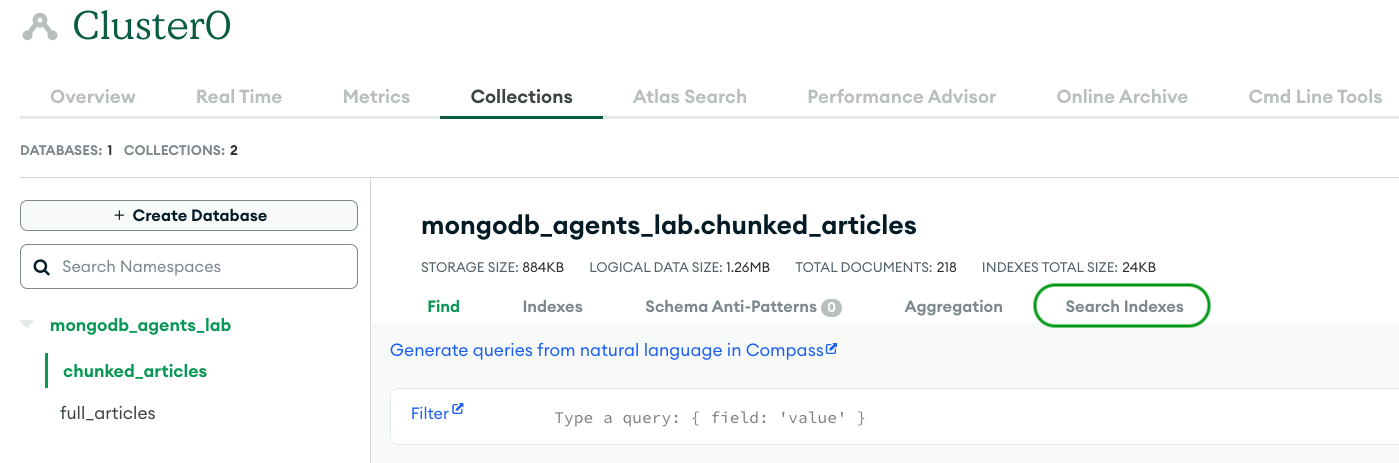 Cluster0
Overview Real Time Metrics Collections Atlas Search Performance Advisor Online Archive Cmd Line Tools
DATABASES: 1 COLLECTIONS: 2
+ Create Database
Search Namespaces
mongodb_agents_lab
chunked_articles
full_articles
mongodb_agents_lab.chunked_articles
STORAGE SIZE: 884KB LOGICAL DATA SIZE: 1.26MB TOTAL DOCUMENTS: 218 INDEXES TOTAL SIZE: 24KB
Find Indexes Schema Anti-Patterns 0 Aggregation Search Indexes
Generate queries from natural language in Compass
Filter Type a query: { field: 'value' }